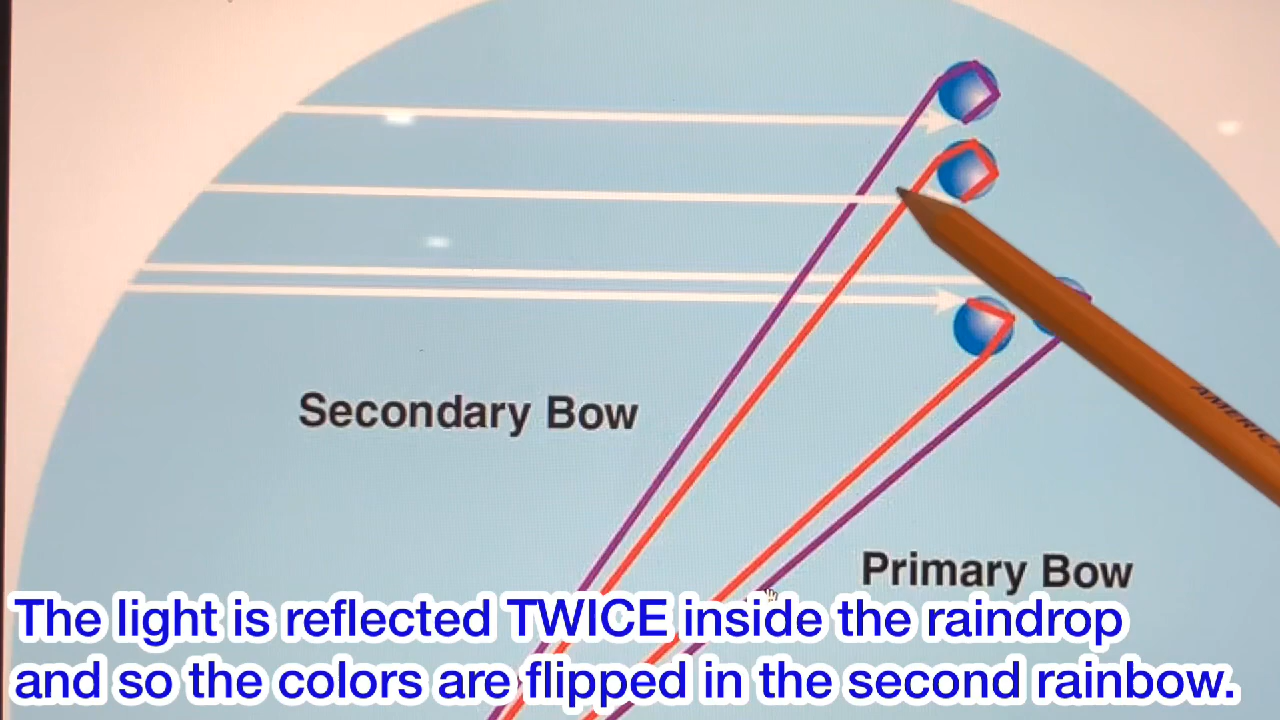 Secondary Bow
AMERICA
Primary Bow
The light is reflected TWICE inside the raindrop
and so the colors are flipped in the second rainbow.